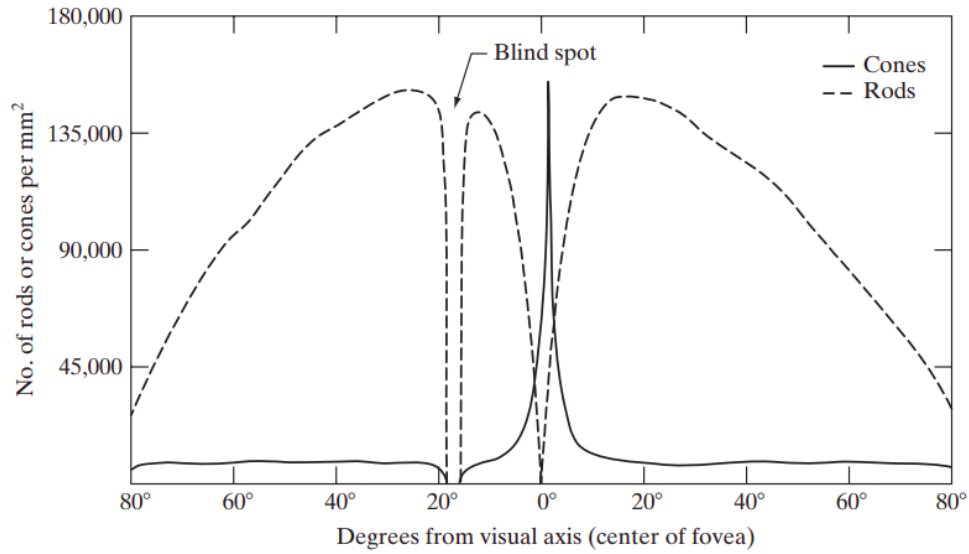 180,000
135,000
90,000
45,000
No. of rods or cones per mm²
Blind spot
Cones
Rods
80° 60° 40° 20° 0° 20° 40° 60° 80°
Degrees from visual axis (center of fovea)